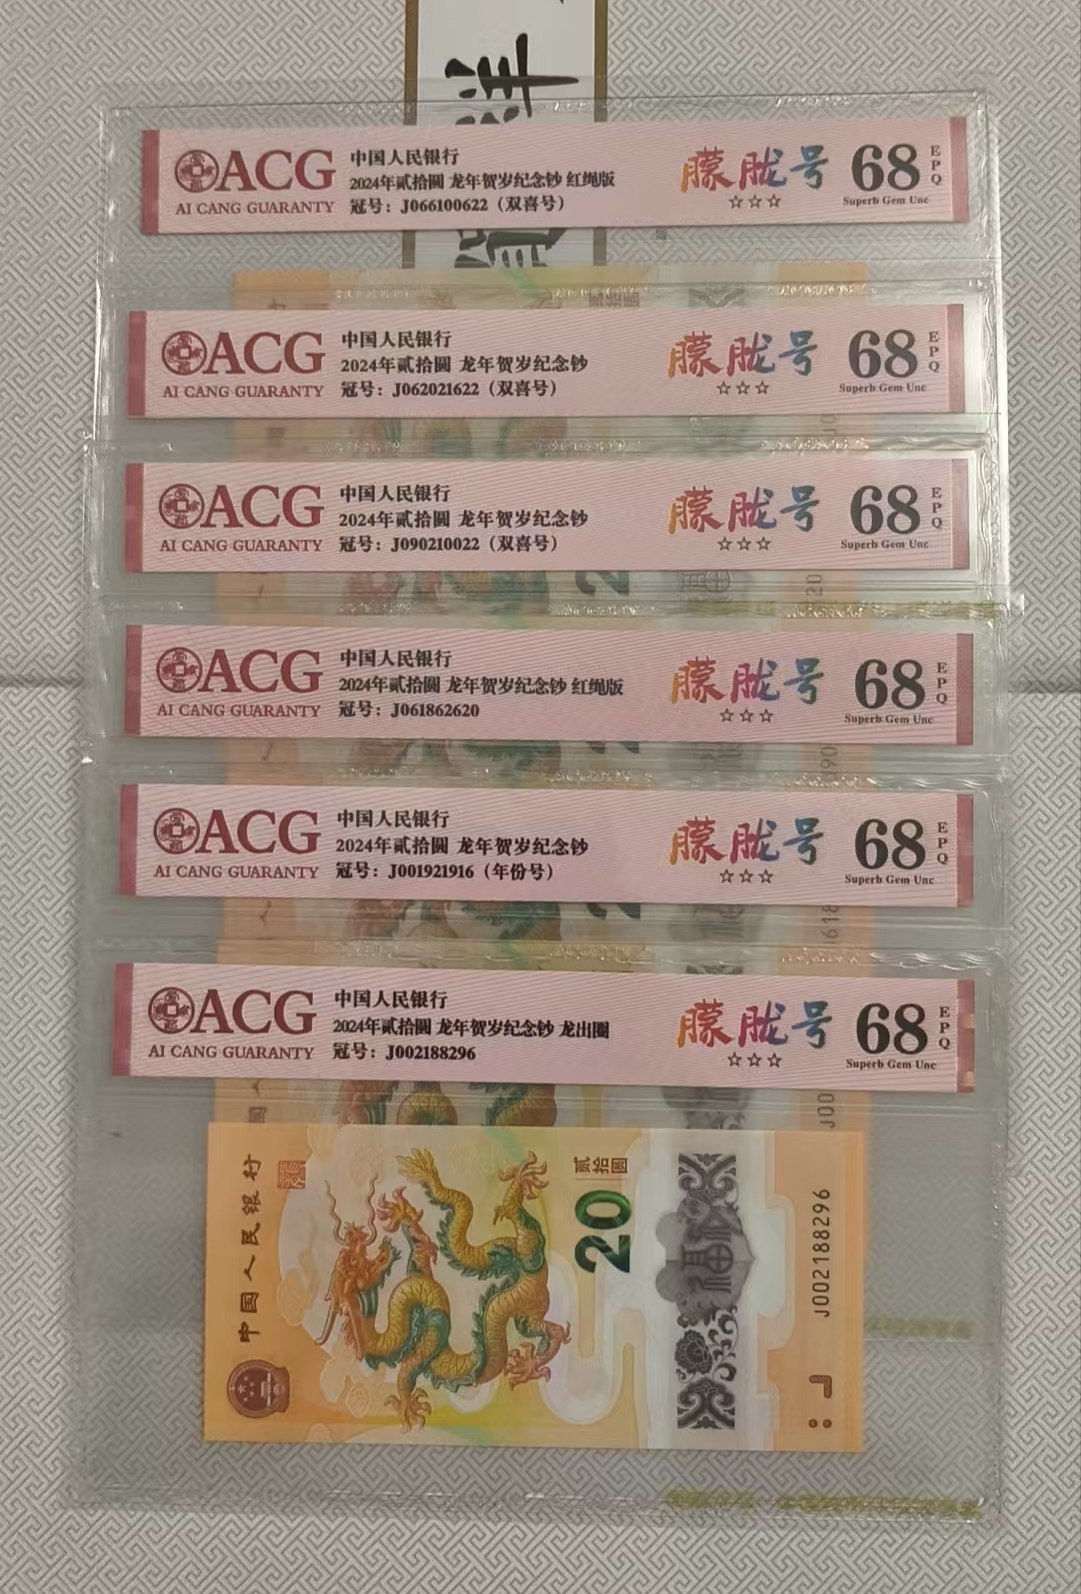 ACG
AI CANG GUARANTY
中国人民银行
2024年贰拾圆 龙年贺岁纪念钞 红绳版
冠号：J066100622（双喜号）
朦胧号
☆☆☆
68
EPQ
Superb Gem Unc
ACG
AI CANG GUARANTY
中国人民银行
2024年贰拾圆 龙年贺岁纪念钞
冠号：J062021622（双喜号）
朦胧号
☆☆☆
68
EPQ
Superb Gem Unc
ACG
AI CANG GUARANTY
中国人民银行
2024年贰拾圆 龙年贺岁纪念钞
冠号：J090210022（双喜号）
朦胧号
☆☆☆
68
EPQ
Superb Gem Unc
ACG
AI CANG GUARANTY
中国人民银行
2024年贰拾圆 龙年贺岁纪念钞 红绳版
冠号：J061862620
朦胧号
☆☆☆
68
EPQ
Superb Gem Unc
ACG
AI CANG GUARANTY
中国人民银行
2024年贰拾圆 龙年贺岁纪念钞
冠号：J001921916（年份号）
朦胧号
☆☆☆
68
EPQ
Superb Gem Unc
ACG
AI CANG GUARANTY
中国人民银行
2024年贰拾圆 龙年贺岁纪念钞 龙出圈
冠号：J002188296
朦胧号
☆☆☆
68
EPQ
Superb Gem Unc
中国人民银行
贰拾圆
20
J002188296